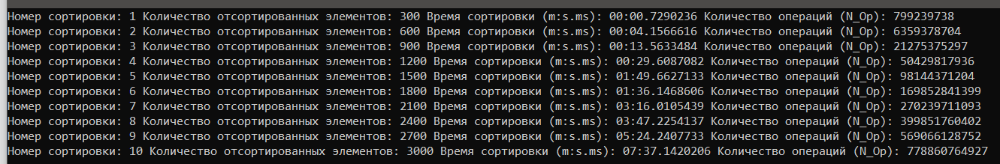 Номер сортировки: 1 Количество отсортированных элементов: 300 Время сортировки (m:s.ms): 00:00.7290236 Количество операций (N_Op): 799239738
Номер сортировки: 2 Количество отсортированных элементов: 600 Время сортировки (m:s.ms): 00:04.1566616 Количество операций (N_Op): 6359378704
Номер сортировки: 3 Количество отсортированных элементов: 900 Время сортировки (m:s.ms): 00:13.5633484 Количество операций (N_Op): 21275375297
Номер сортировки: 4 Количество отсортированных элементов: 1200 Время сортировки (m:s.ms): 00:29.6087082 Количество операций (N_Op): 50429817936
Номер сортировки: 5 Количество отсортированных элементов: 1500 Время сортировки (m:s.ms): 01:49.6627133 Количество операций (N_Op): 98144371204
Номер сортировки: 6 Количество отсортированных элементов: 1800 Время сортировки (m:s.ms): 01:36.1468606 Количество операций (N_Op): 169852841399
Номер сортировки: 7 Количество отсортированных элементов: 2100 Время сортировки (m:s.ms): 03:16.0105439 Количество операций (N_Op): 270239711093
Номер сортировки: 8 Количество отсортированных элементов: 2400 Время сортировки (m:s.ms): 03:47.2254137 Количество операций (N_Op): 399851760402
Номер сортировки: 9 Количество отсортированных элементов: 2700 Время сортировки (m:s.ms): 05:24.2407733 Количество операций (N_Op): 569066128752
Номер сортировки: 10 Количество отсортированных элементов: 3000 Время сортировки (m:s.ms): 07:37.1420206 Количество операций (N_Op): 778860764927